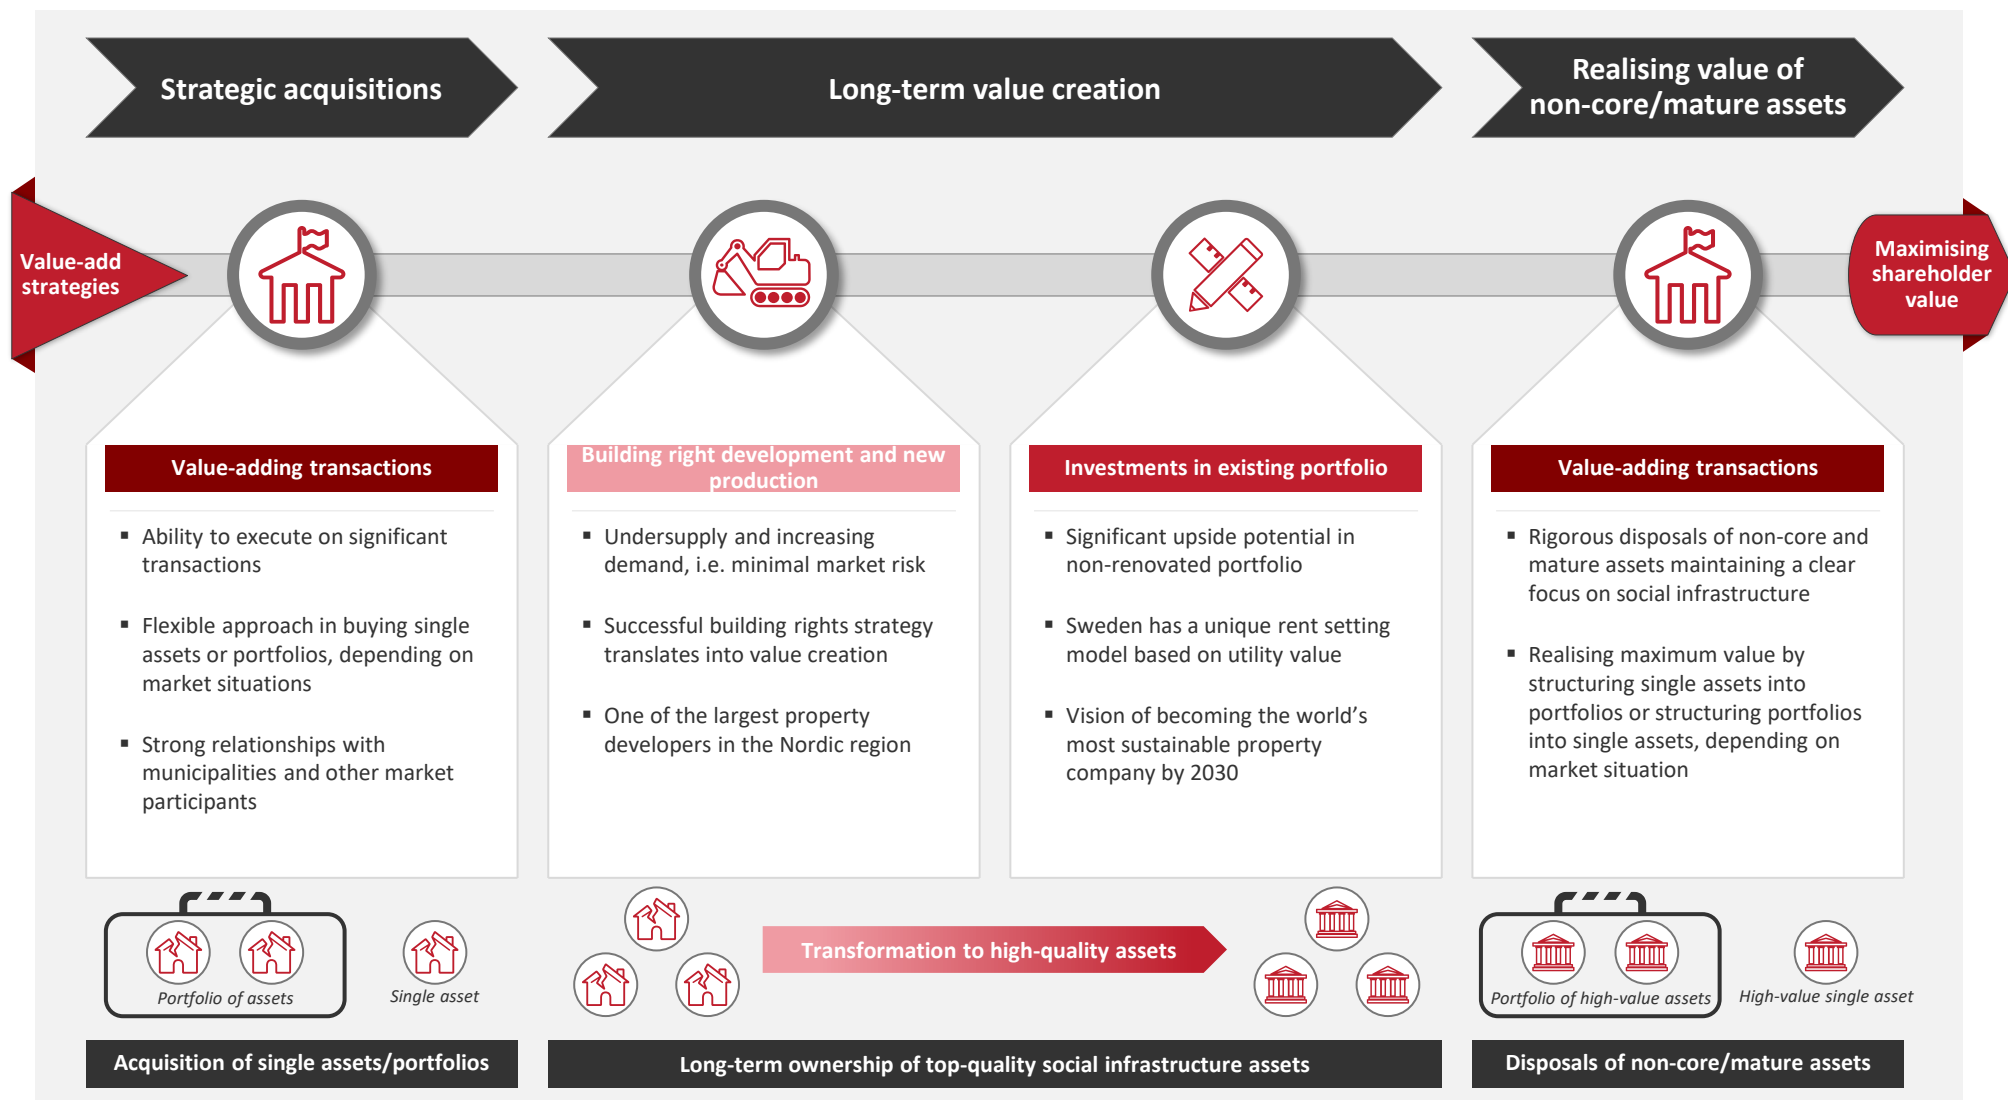 Strategic acquisitions
Long-term value creation
Realising value of
non-core/mature assets
Value-add
strategies
Maximising
shareholder
value
Value-adding transactions
▪ Ability to execute on significant
transactions
▪ Flexible approach in buying single
assets or portfolios, depending on
market situations
▪ Strong relationships with
municipalities and other market
participants
Building right development and new
production
▪ Undersupply and increasing
demand, i.e. minimal market risk
▪ Successful building rights strategy
translates into value creation
▪ One of the largest property
developers in the Nordic region
Investments in existing portfolio
▪ Significant upside potential in
non-renovated portfolio
▪ Sweden has a unique rent setting
model based on utility value
▪ Vision of becoming the world’s
most sustainable property
company by 2030
Value-adding transactions
▪ Rigorous disposals of non-core and
mature assets maintaining a clear
focus on social infrastructure
▪ Realising maximum value by
structuring single assets into
portfolios or structuring portfolios
into single assets, depending on
market situation
Portfolio of assets
Single asset
Transformation to high-quality assets
Portfolio of high-value assets
High-value single asset
Acquisition of single assets/portfolios
Long-term ownership of top-quality social infrastructure assets
Disposals of non-core/mature assets